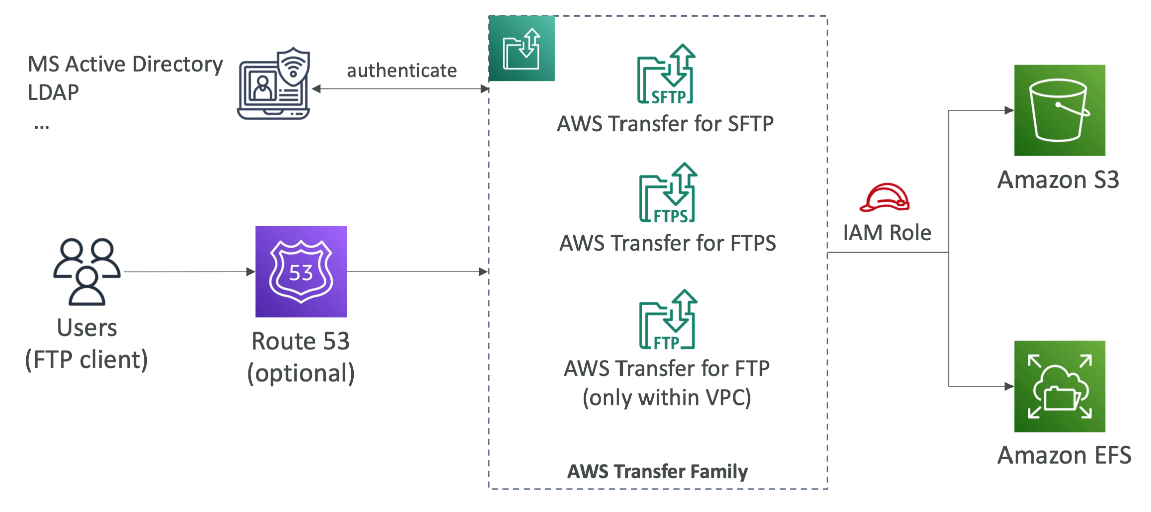 MS Active Directory
LDAP
...
authenticate
SFTP
AWS Transfer for SFTP
FTPS
AWS Transfer for FTPS
FTP
AWS Transfer for FTP
(only within VPC)
AWS Transfer Family
Users
(FTP client)
53
Route 53
(optional)
IAM Role
Amazon S3
Amazon EFS